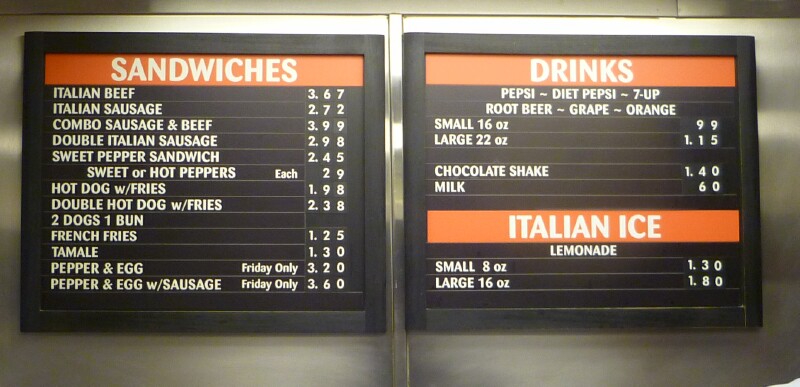 SANDWICHES
ITALIAN BEEF 3.67
ITALIAN SAUSAGE 2.72
COMBO SAUSAGE & BEEF 3.99
DOUBLE ITALIAN SAUSAGE 2.98
SWEET PEPPER SANDWICH 2.45
SWEET or HOT PEPPERS Each 29
HOT DOG w/FRIES 1.98
DOUBLE HOT DOG w/FRIES 2.38
2 DOGS 1 BUN
FRENCH FRIES 1.25
TAMALE 1.30
PEPPER & EGG Friday Only 3.20
PEPPER & EGG w/SAUSAGE Friday Only 3.60
DRINKS
PEPSI ~ DIET PEPSI ~ 7-UP
ROOT BEER ~ GRAPE ~ ORANGE
SMALL 16 oz 99
LARGE 22 oz 1.15
CHOCOLATE SHAKE 1.40
MILK 60
ITALIAN ICE
LEMONADE
SMALL 8 oz 1.30
LARGE 16 oz 1.80